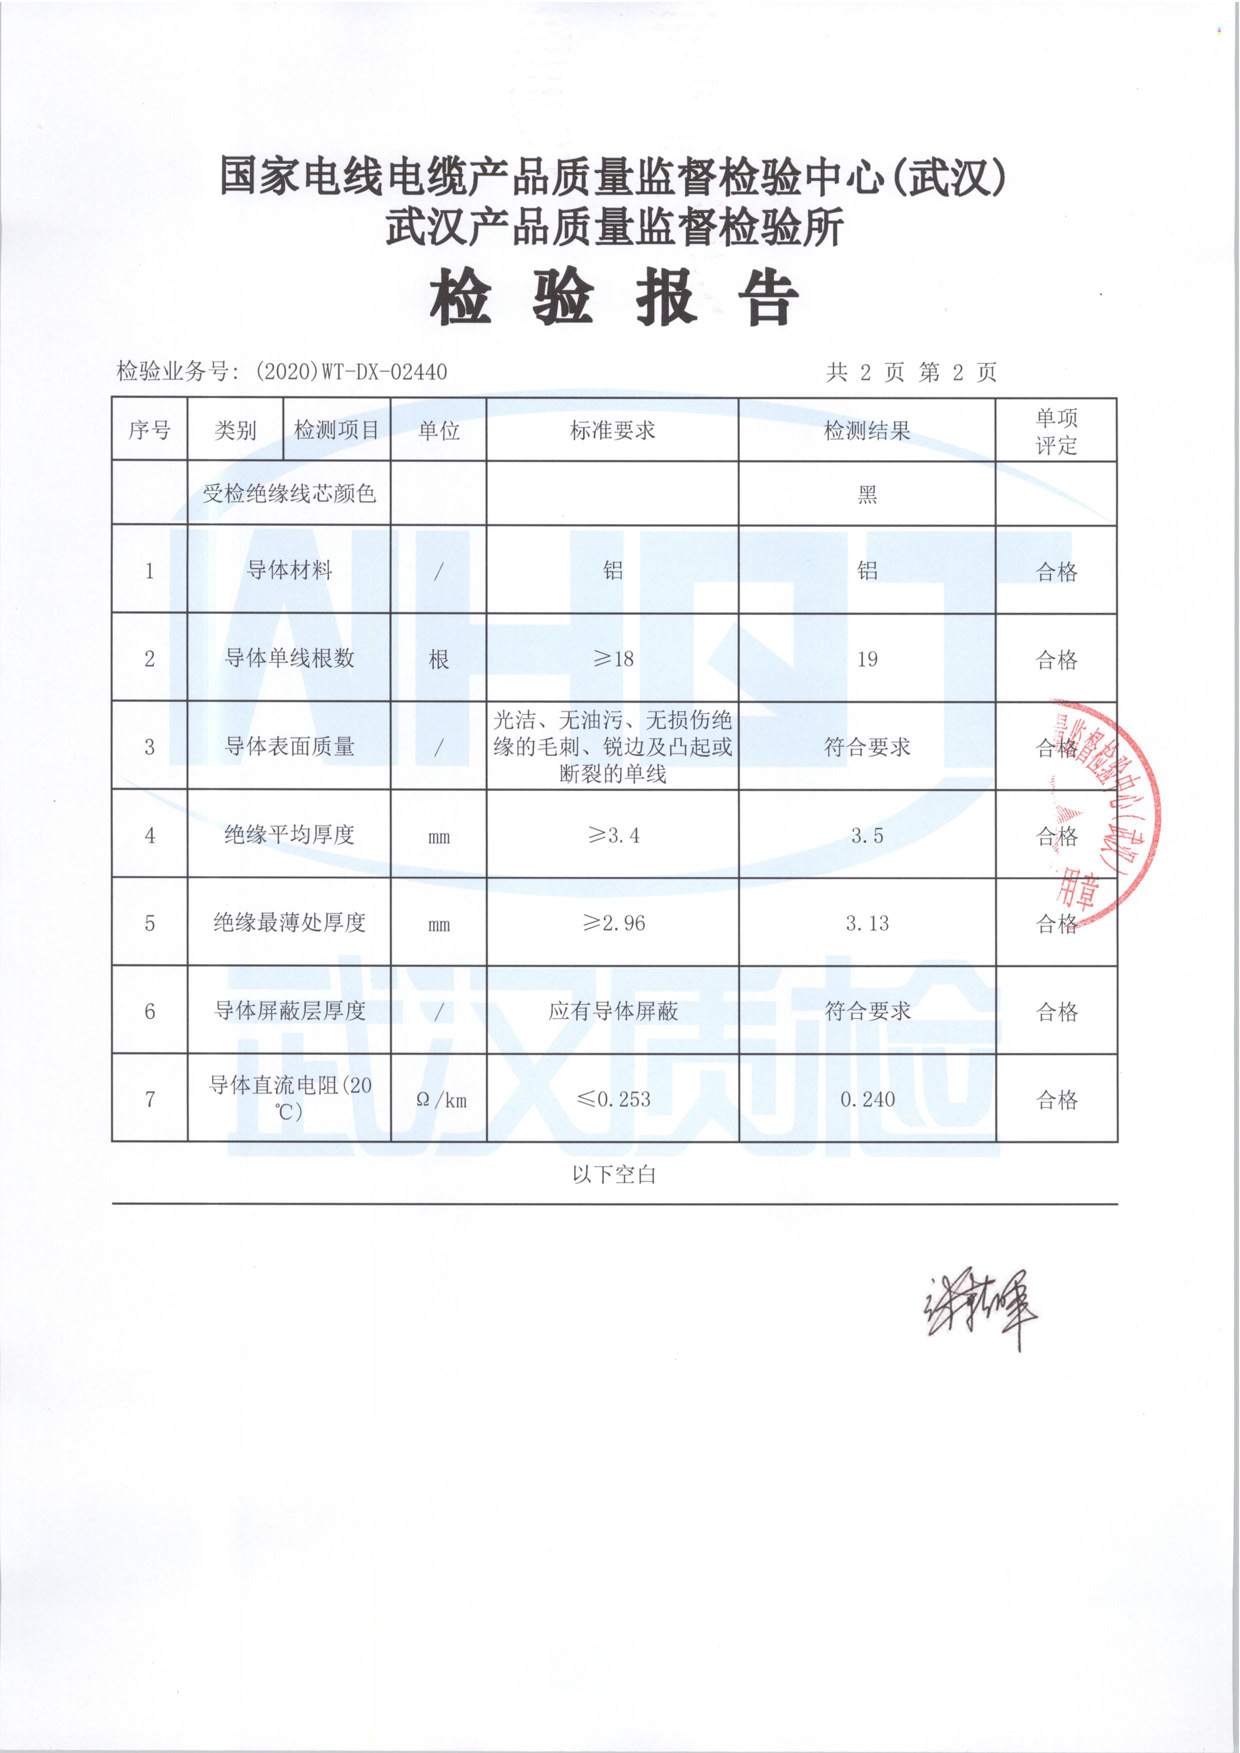 国家电线电缆产品质量监督检验中心(武汉)
武汉产品质量监督检验所
检验报告
检验业务号: (2020)WT-DX-02440 共 2 页 第 2 页
序号 类别 检测项目 单位 标准要求 检测结果 单项
评定
受检绝缘线芯颜色 黑
1 导体材料 / 铝 铝 合格
2 导体单线根数 根 ≥18 19 合格
3 导体表面质量 / 光洁、无油污、无损伤绝
缘的毛刺、锐边及凸起或
断裂的单线 符合要求 合格
4 绝缘平均厚度 mm ≥3.4 3.5 合格
5 绝缘最薄处厚度 mm ≥2.96 3.13 合格
6 导体屏蔽层厚度 / 应有导体屏蔽 符合要求 合格
7 导体直流电阻(20
℃) Ω/km ≤0.253 0.240 合格
以下空白
WHQT
武汉质检
监督检验中心(武汉)
用章